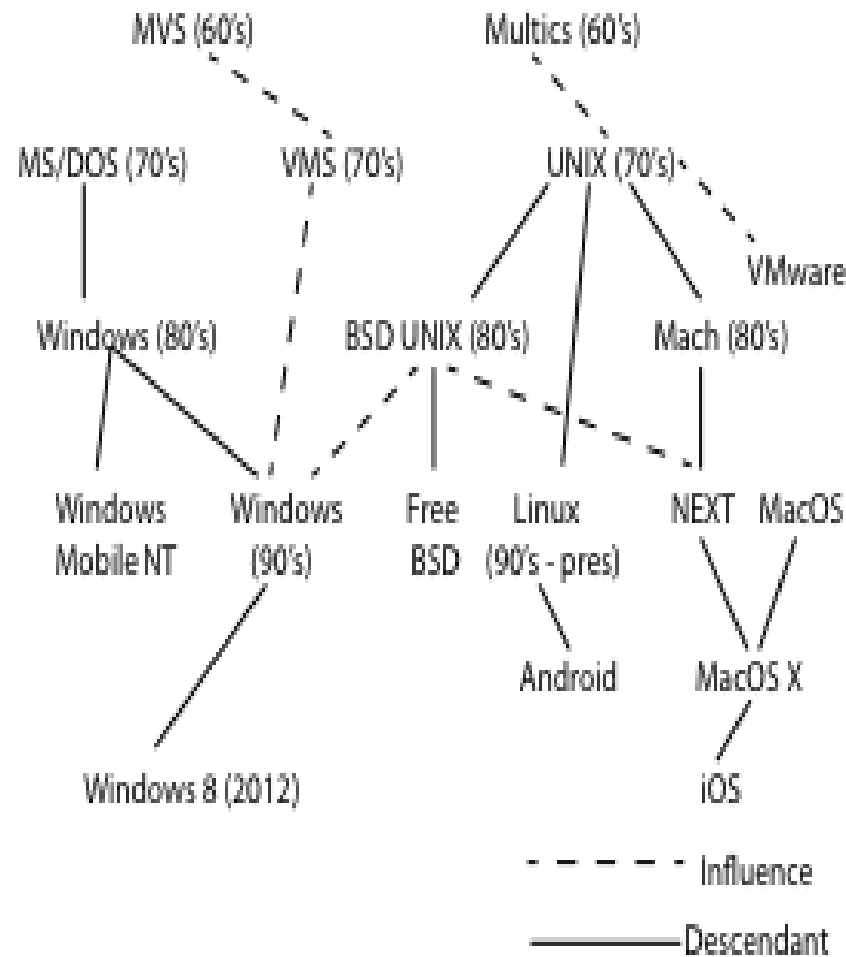 MVS (60's)
Multics (60's)
MS/DOS (70's)
VMS (70's)
UNIX (70's)
VMware
Windows (80's)
BSD UNIX (80's)
Mach (80's)
Windows
Mobile NT
Windows
(90's)
Free
BSD
Linux
(90's - pres)
NEXT
MacOS
Android
MacOS X
Windows 8 (2012)
iOS
Influence
Descendant